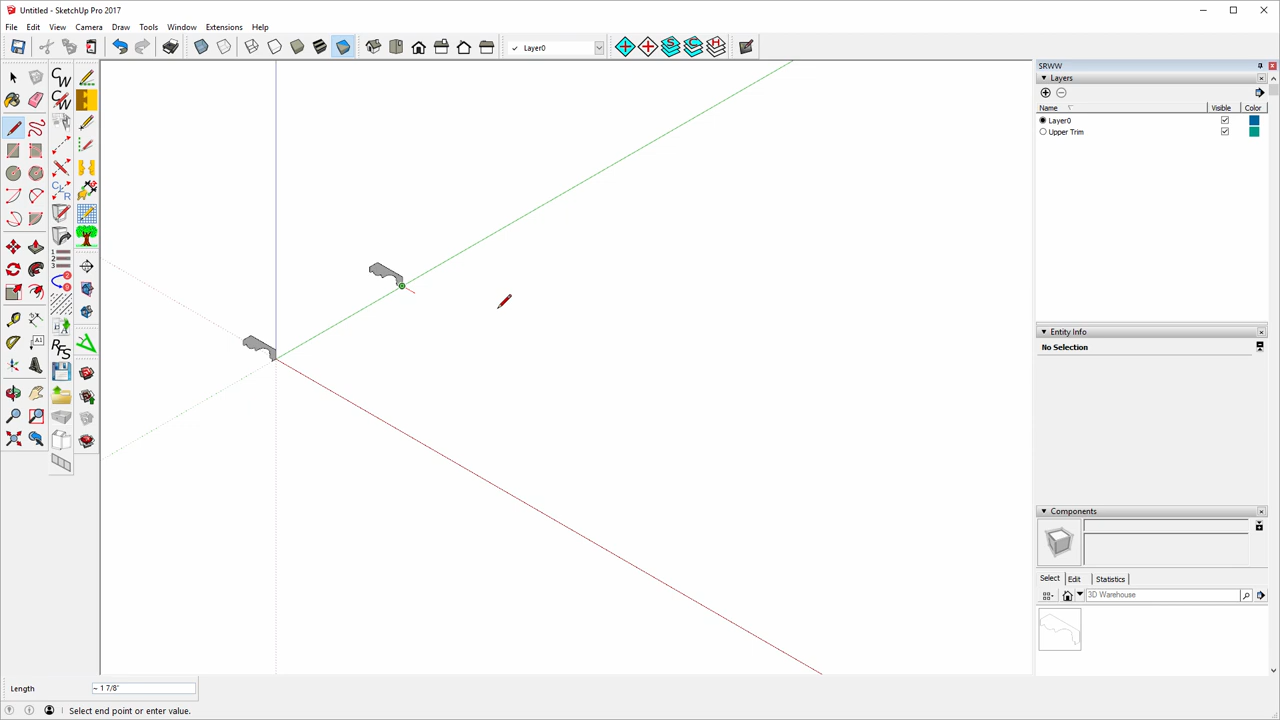 Untitled - SketchUp Pro 2017
File Edit View Camera Draw Tools Window Extensions Help
Layer0
SRWW
Layers
Name Visible Color
Layer0
Upper Trim
Entity Info
No Selection
Components
Select Edit Statistics
3D Warehouse
RFS
Length ~ 1 7/8"
Select end point or enter value.